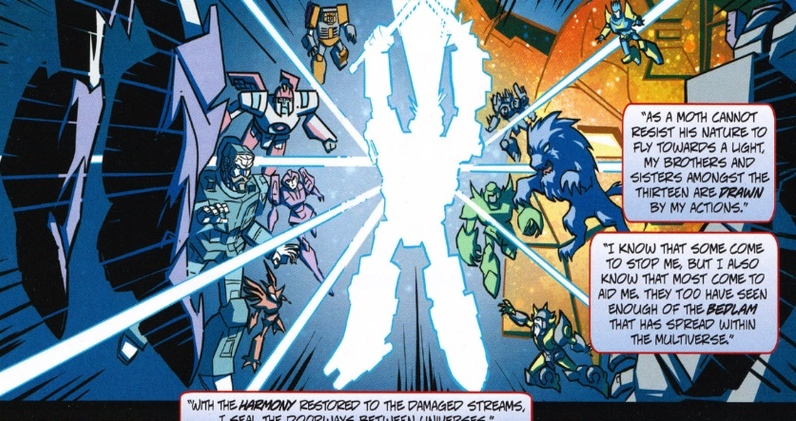 "AS A MOTH CANNOT
RESIST HIS NATURE TO
FLY TOWARDS A LIGHT,
MY BROTHERS AND
SISTERS AMONGST THE
THIRTEEN ARE DRAWN
BY MY ACTIONS."
"I KNOW THAT SOME COME
TO STOP ME, BUT I ALSO
KNOW THAT MOST COME TO
AID ME. THEY TOO HAVE SEEN
ENOUGH OF THE BEDLAM
THAT HAS SPREAD WITHIN
THE MULTIVERSE."
"WITH THE HARMONY RESTORED TO THE DAMAGED STREAMS,
I SEAL THE DOORWAYS BETWEEN UNIVERSES."